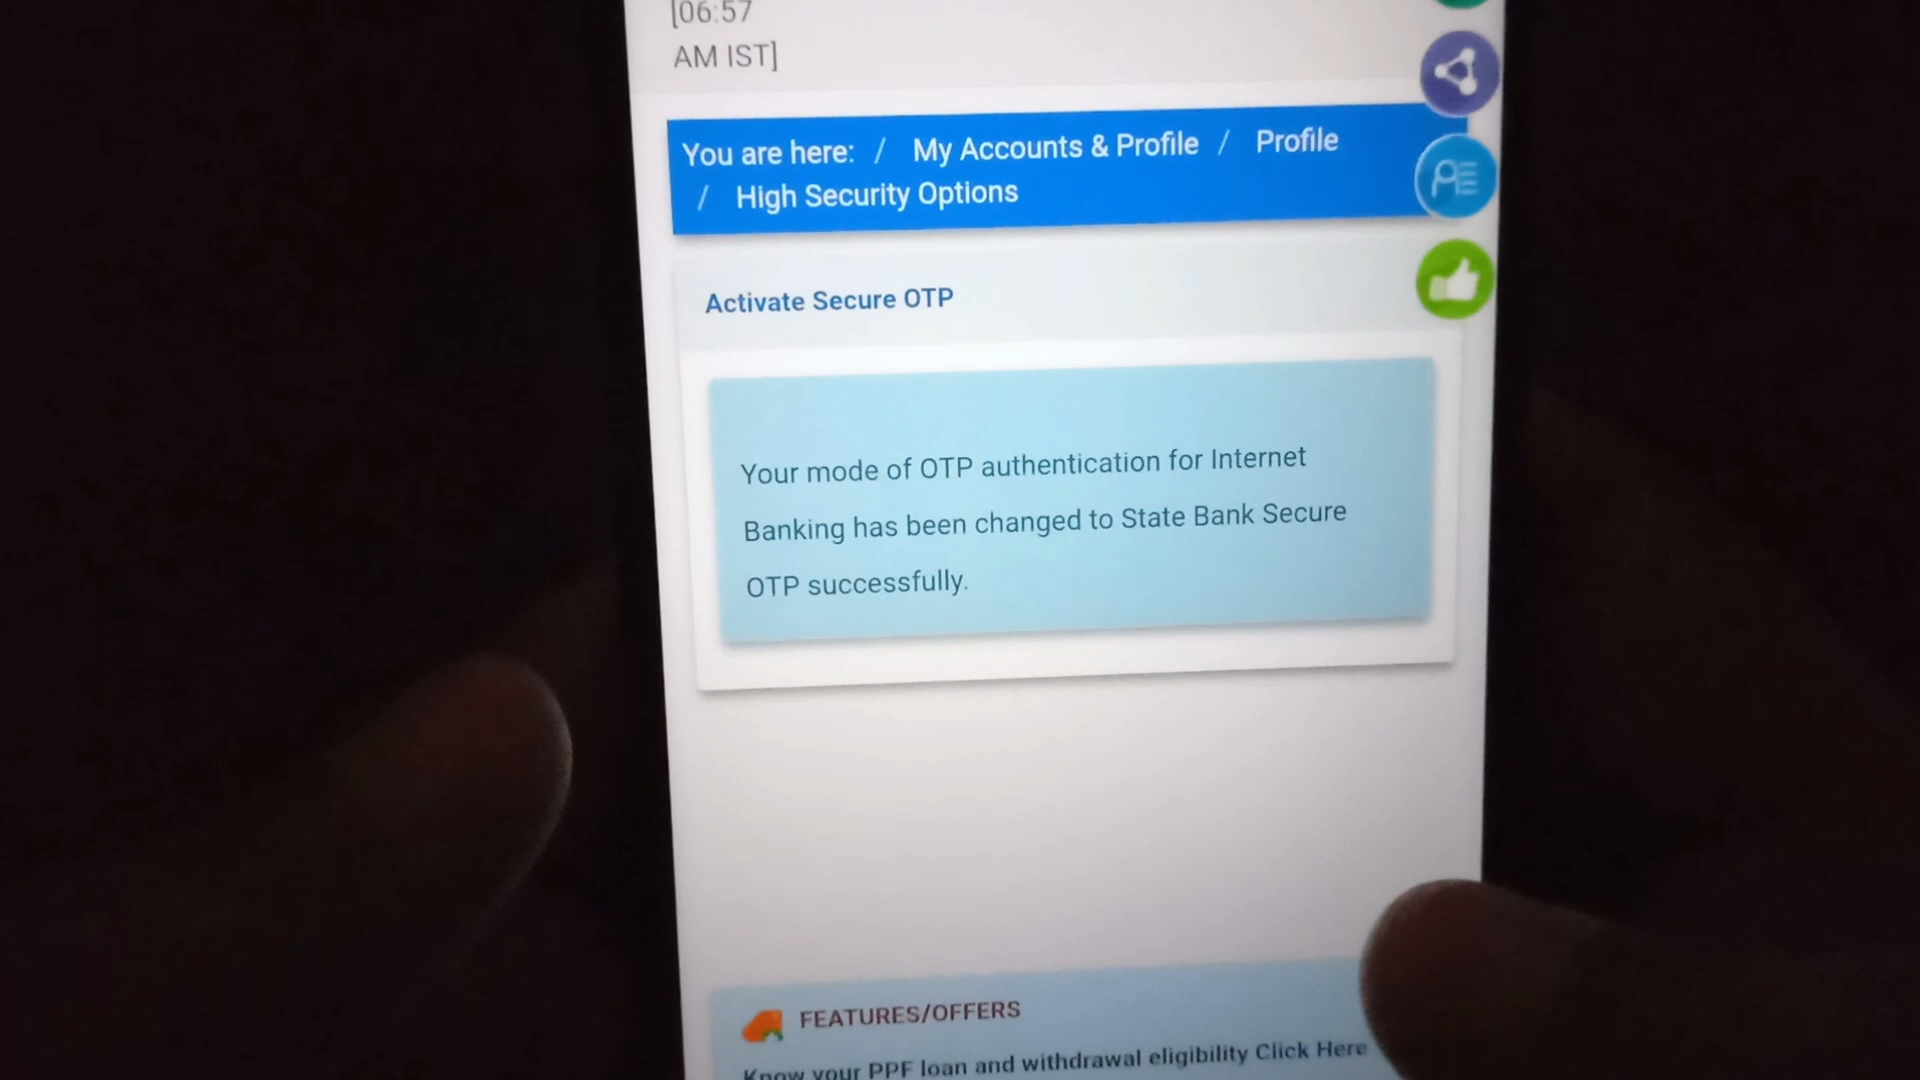 [06:57
AM IST]
You are here: / My Accounts & Profile / Profile
/ High Security Options
Activate Secure OTP
Your mode of OTP authentication for Internet
Banking has been changed to State Bank Secure
OTP successfully.
FEATURES/OFFERS
Know your PPF loan and withdrawal eligibility Click Here